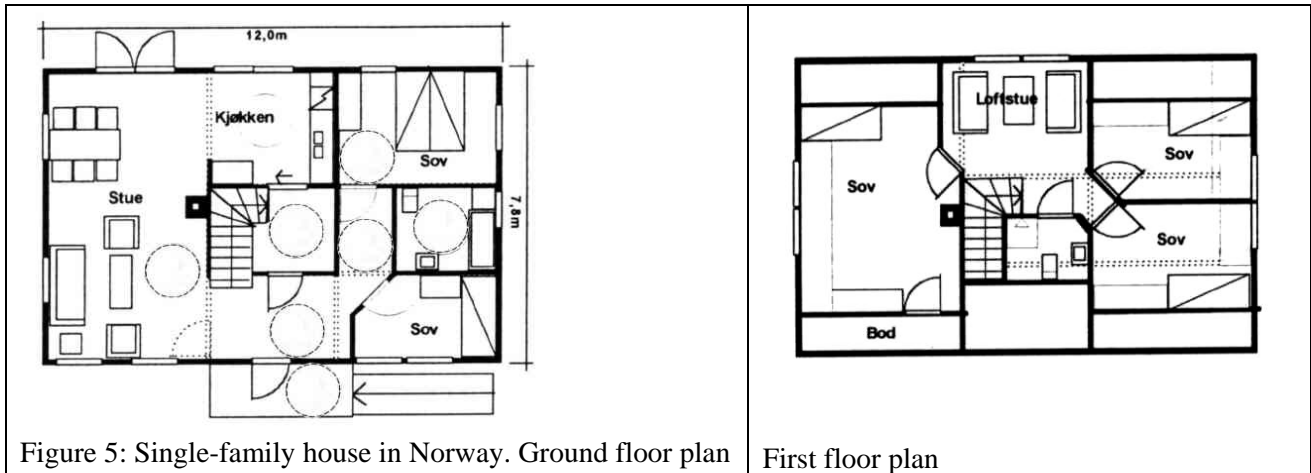 12,0m
Kjøkken
Sov
Stue
7,8m
Sov
Figure 5: Single-family house in Norway. Ground floor plan
Loftstue
Sov
Sov
Sov
Bod
First floor plan